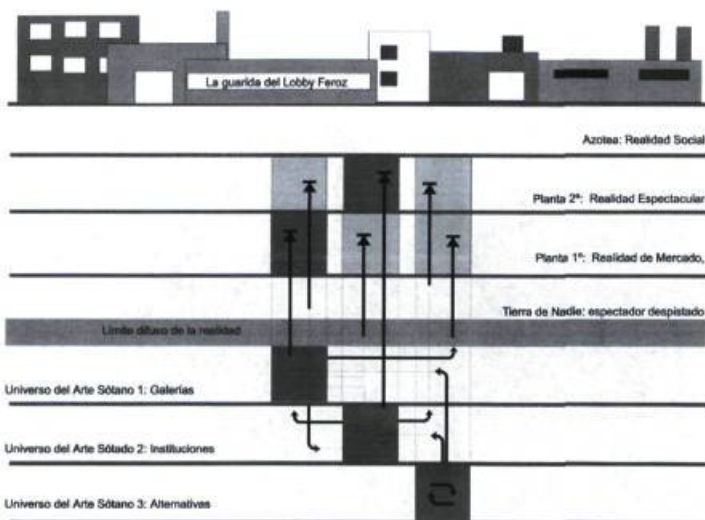 La guarida del Lobby Feroz
Azotea: Realidad Social
Planta 2ª: Realidad Espectacular
Planta 1ª: Realidad de Mercado,
Tierra de Nadie: espectador despistado
Límite difuso de la realidad
Universo del Arte Sótano 1: Galerías
Universo del Arte Sótado 2: Instituciones
Universo del Arte Sótano 3: Alternativas